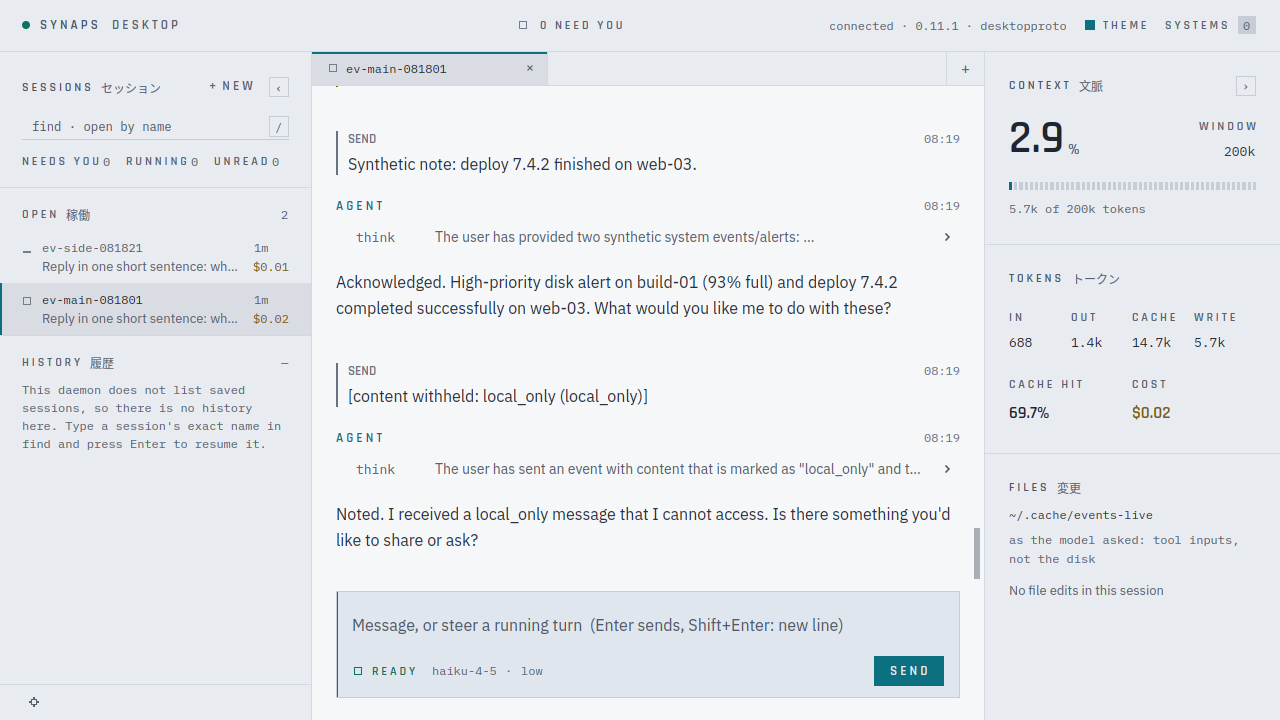 SYNAPS DESKTOP
0 NEED YOU
connected · 0.11.1 · desktopproto
THEME
SYSTEMS 0
SESSIONS セッション
+ NEW
‹
find · open by name
/
NEEDS YOU 0 RUNNING 0 UNREAD 0
OPEN 稼働 2
ev-side-081821 1m
Reply in one short sentence: wh... $0.01
ev-main-081801 1m
Reply in one short sentence: wh... $0.02
HISTORY 履歴 —
This daemon does not list saved
sessions, so there is no history
here. Type a session's exact name in
find and press Enter to resume it.
ev-main-081801 ×
+
SEND 08:19
Synthetic note: deploy 7.4.2 finished on web-03.
AGENT 08:19
think The user has provided two synthetic system events/alerts: ... ›
Acknowledged. High-priority disk alert on build-01 (93% full) and deploy 7.4.2
completed successfully on web-03. What would you like me to do with these?
SEND 08:19
[content withheld: local_only (local_only)]
AGENT 08:19
think The user has sent an event with content that is marked as "local_only" and t... ›
Noted. I received a local_only message that I cannot access. Is there something you'd
like to share or ask?
Message, or steer a running turn (Enter sends, Shift+Enter: new line)
READY haiku-4-5 · low
SEND
CONTEXT 文脈
›
2.9 %
WINDOW
200k
5.7k of 200k tokens
TOKENS トークン
IN OUT CACHE WRITE
688 1.4k 14.7k 5.7k
CACHE HIT COST
69.7% $0.02
FILES 変更
~/.cache/events-live
as the model asked: tool inputs,
not the disk
No file edits in this session